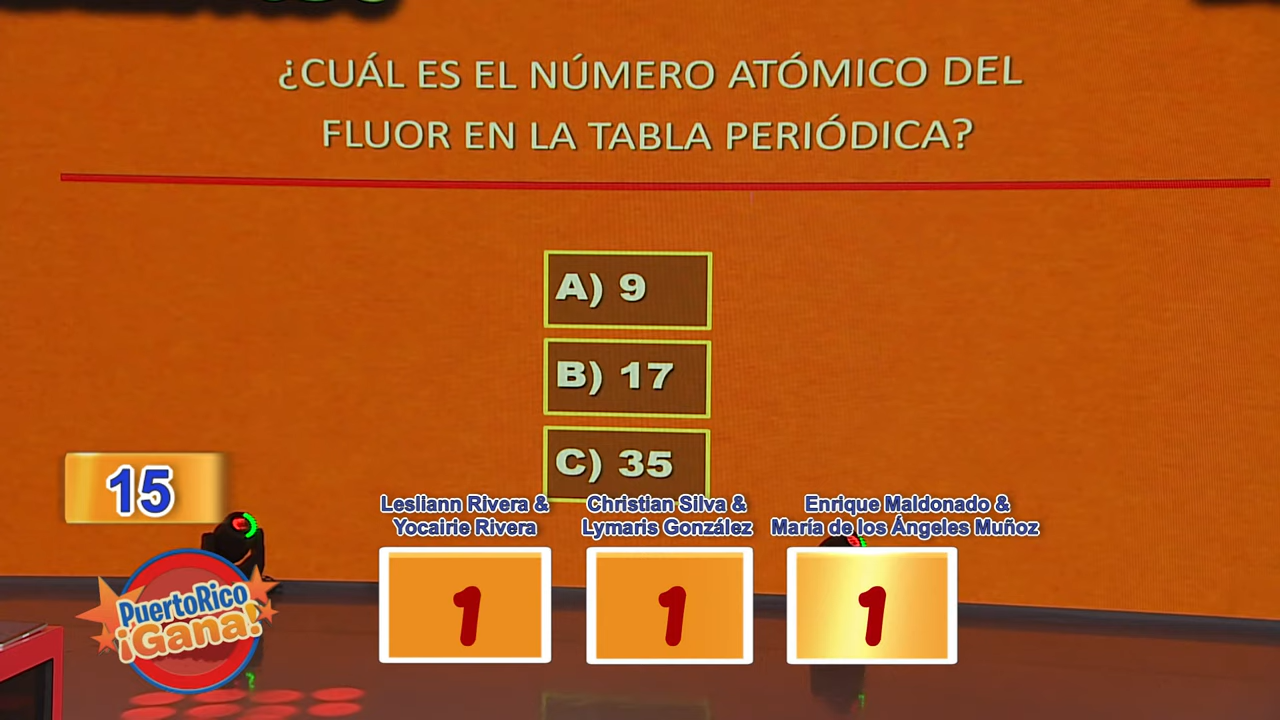 ¿CUÁL ES EL NÚMERO ATÓMICO DEL
FLUOR EN LA TABLA PERIÓDICA?
A) 9
B) 17
C) 35
15
Lesliann Rivera &
Yocairie Rivera
Christian Silva &
Lymaris González
Enrique Maldonado &
María de los Ángeles Muñoz
1
1
1
PuertoRico
¡Gana!